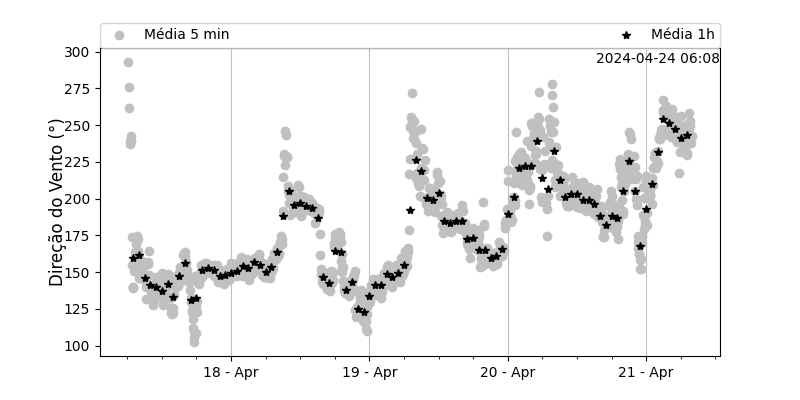 Média 5 min
Média 1h
2024-04-24 06:08
Direção do Vento (°)
300
275
250
225
200
175
150
125
100
18 - Apr
19 - Apr
20 - Apr
21 - Apr